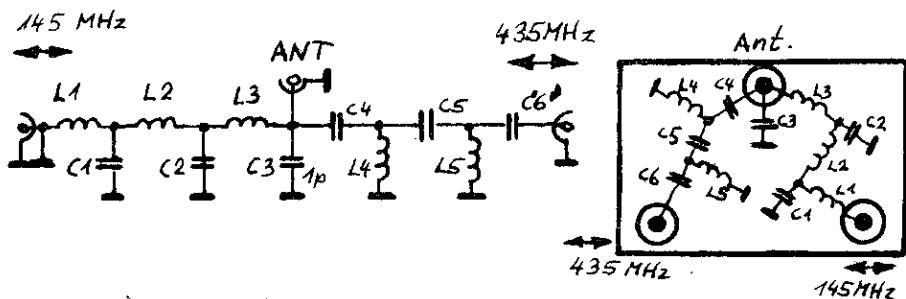 145 MHz
ANT
435MHz
L1 L2 L3 C4 C5 C6
C1 C2 C3 1p L4 L5
Ant.
L4 C4 L3
C3 C2
C5 L2
C6 L5 L1
C1
435 MHz
145MHz